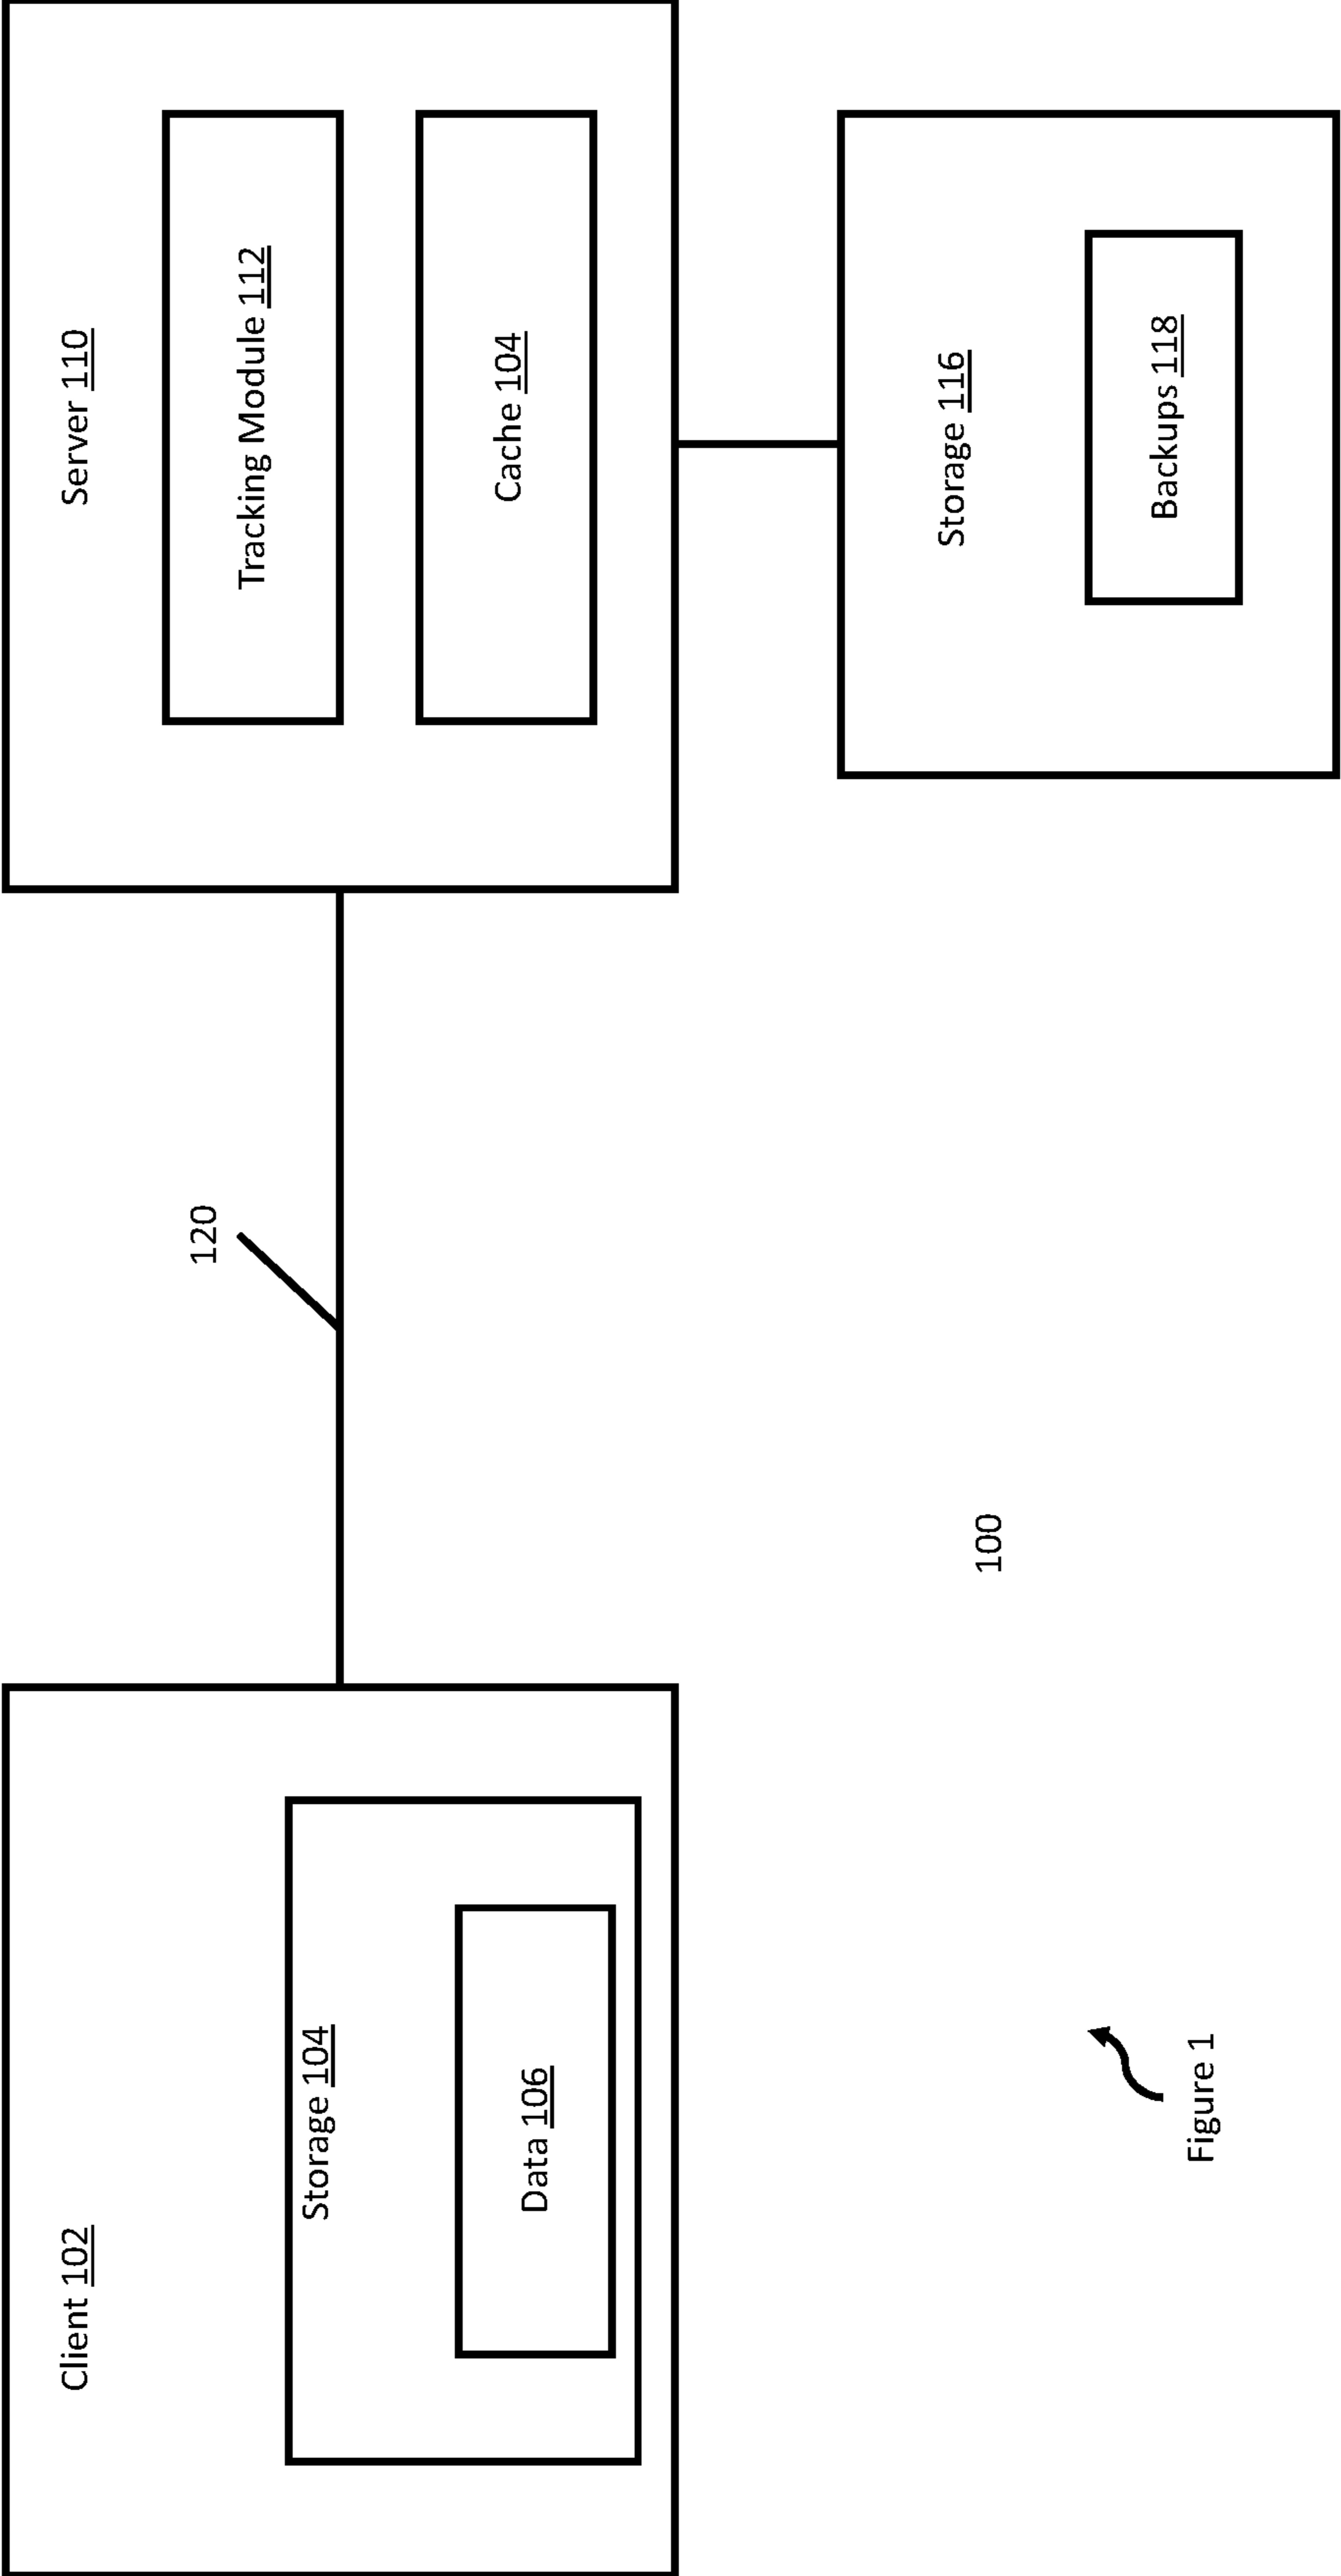 Client 102
Storage 104
Data 106
120
Server 110
Tracking Module 112
Cache 104
Storage 116
Backups 118
100
Figure 1